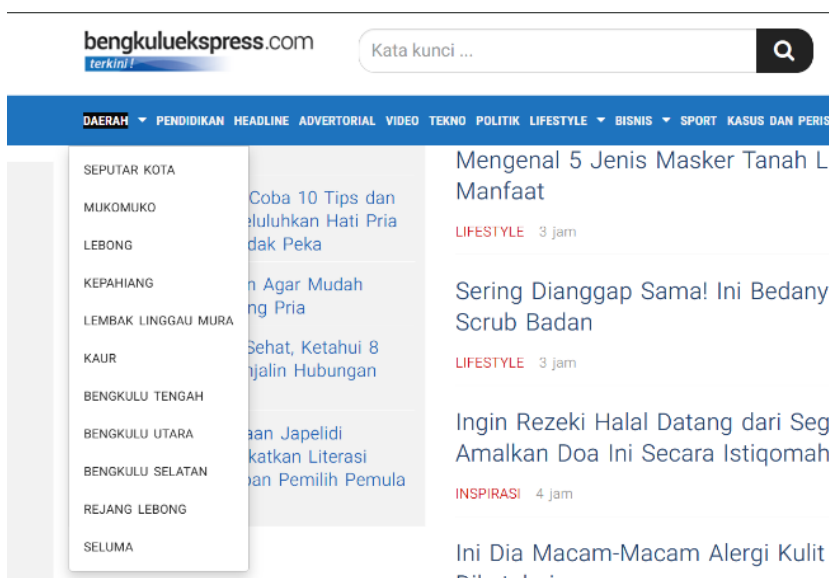 bengkuluekspress.com
terkini!
Kata kunci ...
DAERAH PENDIDIKAN HEADLINE ADVERTORIAL VIDEO TEKNO POLITIK LIFESTYLE BISNIS SPORT KASUS DAN PERIS
SEPUTAR KOTA
MUKOMUKO
LEBONG
KEPAHIANG
LEMBAK LINGGAU MURA
KAUR
BENGKULU TENGAH
BENGKULU UTARA
BENGKULU SELATAN
REJANG LEBONG
SELUMA
Coba 10 Tips dan
eluluhkan Hati Pria
dak Peka
n Agar Mudah
ng Pria
Sehat, Ketahui 8
njalin Hubungan
aan Japelidi
katkan Literasi
pan Pemilih Pemula
Mengenal 5 Jenis Masker Tanah L
Manfaat
LIFESTYLE 3 jam
Sering Dianggap Sama! Ini Bedany
Scrub Badan
LIFESTYLE 3 jam
Ingin Rezeki Halal Datang dari Seg
Amalkan Doa Ini Secara Istiqomah
INSPIRASI 4 jam
Ini Dia Macam-Macam Alergi Kulit